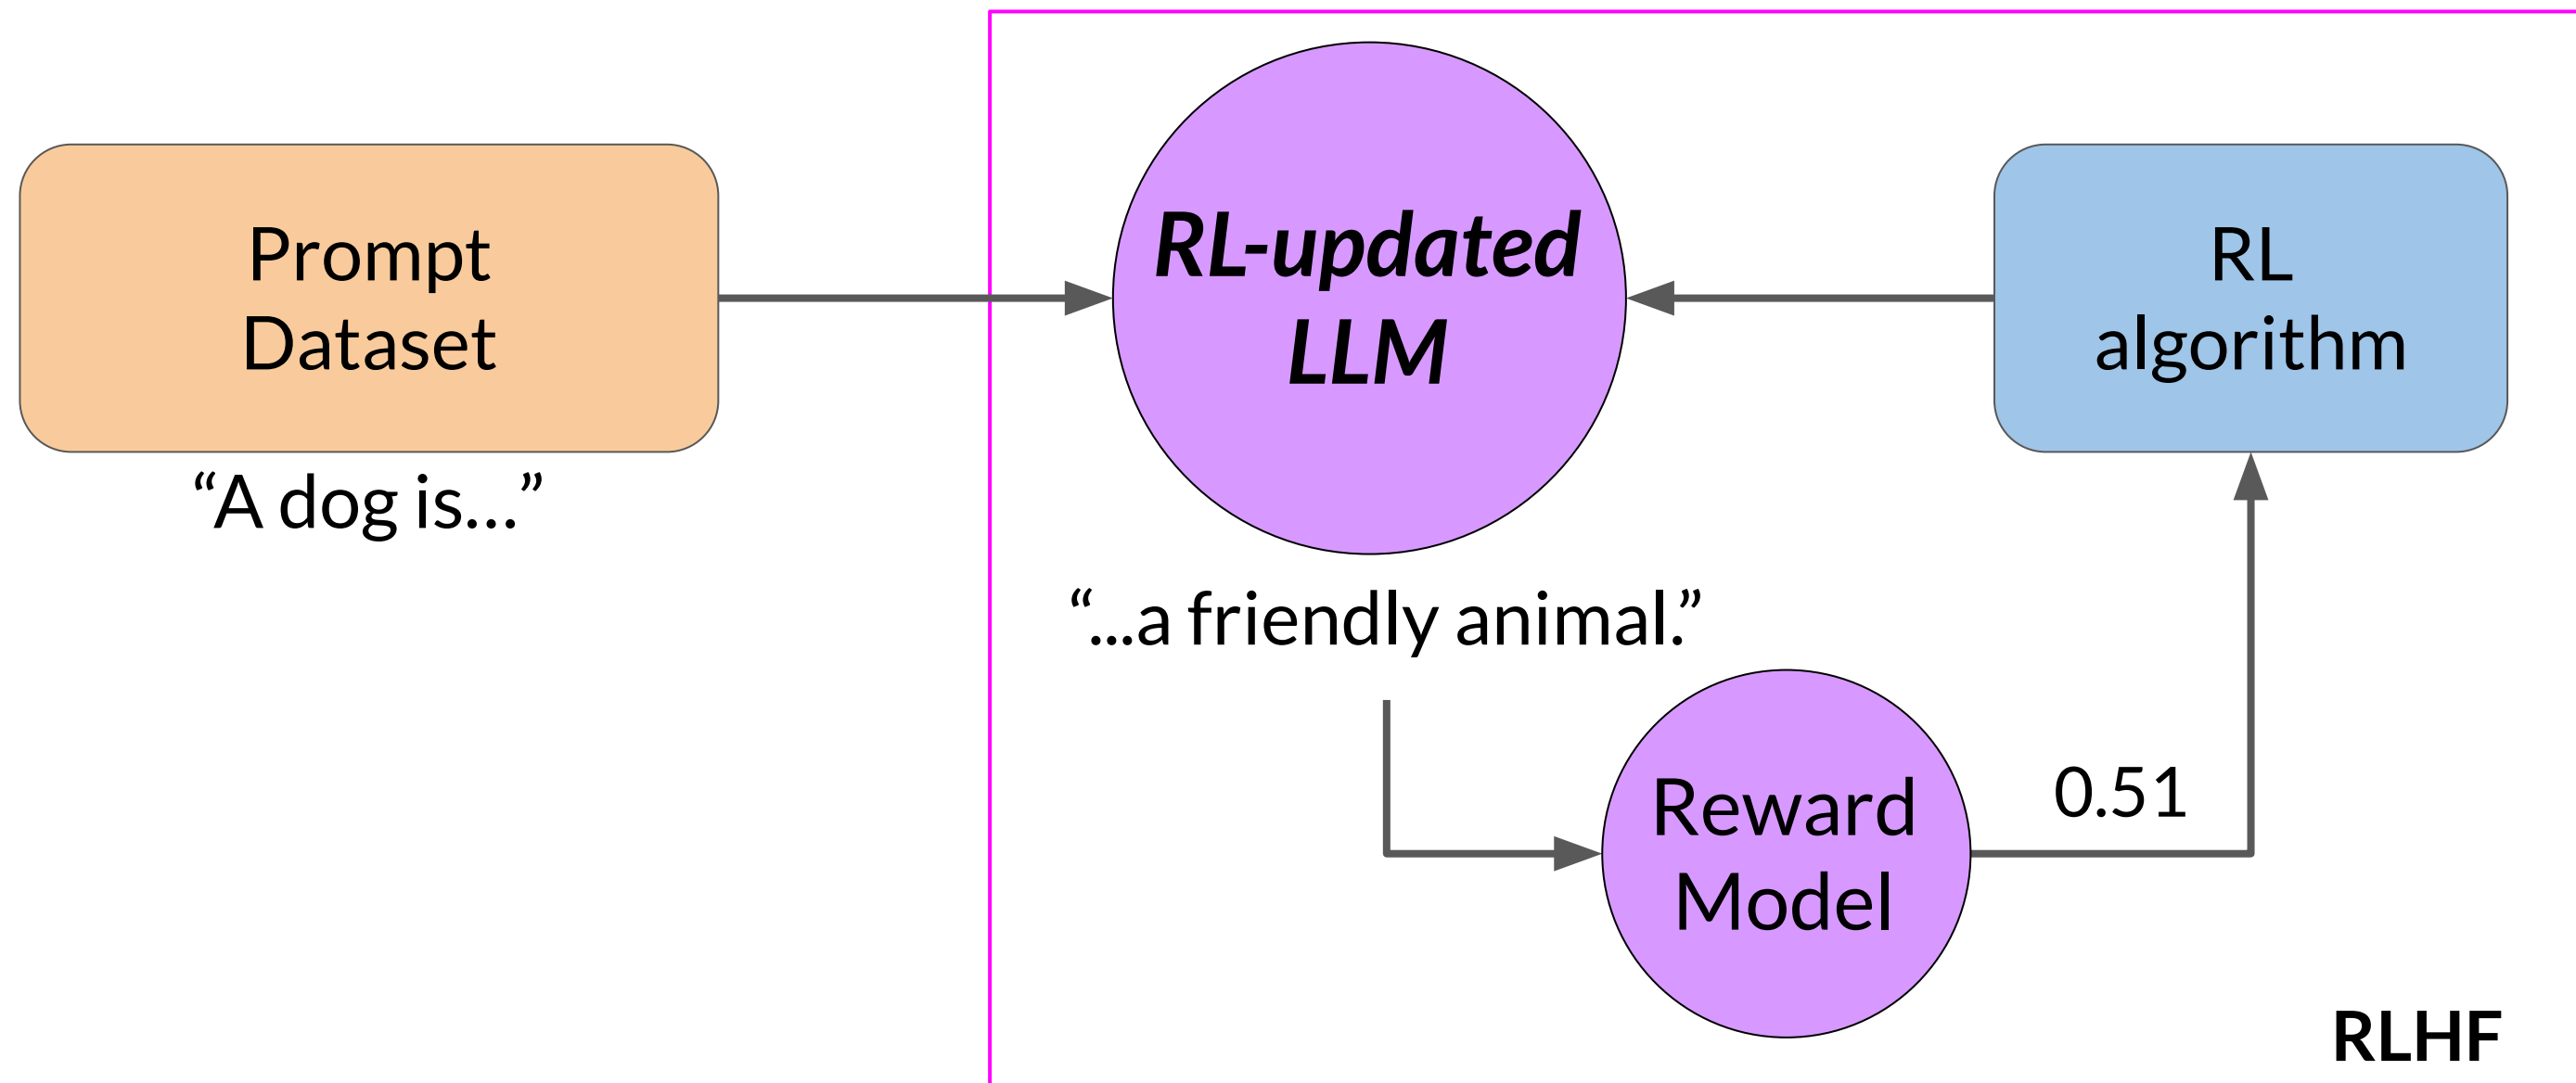 Prompt
Dataset
“A dog is...”
RL-updated
LLM
“...a friendly animal.”
RL
algorithm
Reward
Model
0.51
RLHF